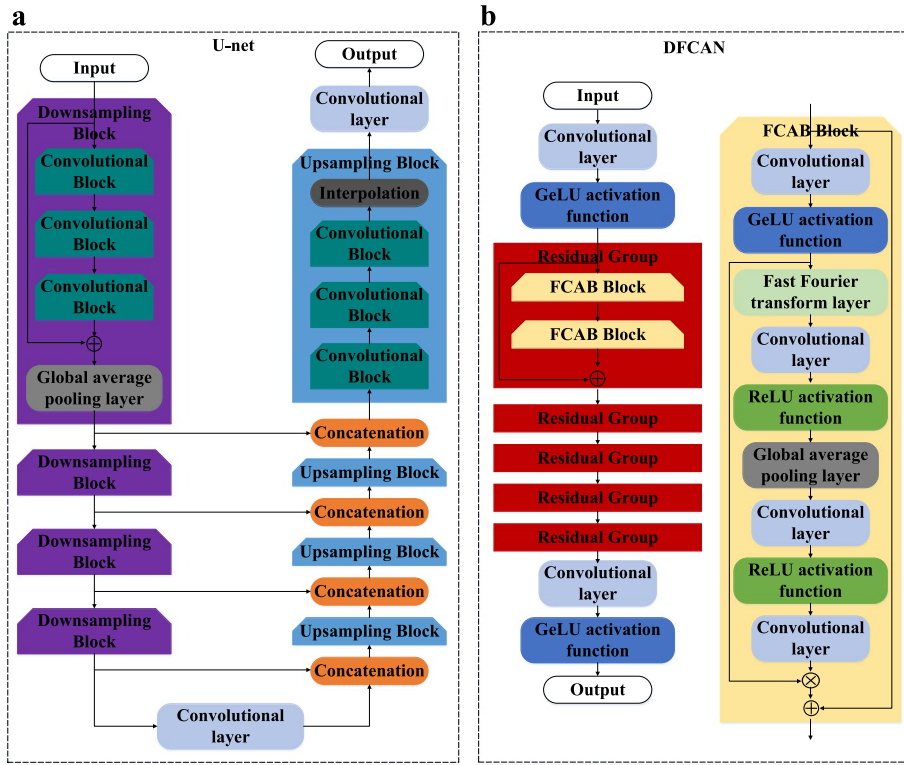 a
U-net
Input
Downsampling
Block
Convolutional
Block
Convolutional
Block
Convolutional
Block
Global average
pooling layer
Downsampling
Block
Downsampling
Block
Downsampling
Block
Convolutional
layer
Output
Convolutional
layer
Upsampling Block
Interpolation
Convolutional
Block
Convolutional
Block
Convolutional
Block
Concatenation
Upsampling Block
Concatenation
Upsampling Block
Concatenation
Upsampling Block
Concatenation
b
DFCAN
Input
Convolutional
layer
GeLU activation
function
Residual Group
FCAB Block
FCAB Block
Residual Group
Residual Group
Residual Group
Residual Group
Convolutional
layer
GeLU activation
function
Output
FCAB Block
Convolutional
layer
GeLU activation
function
Fast Fourier
transform layer
Convolutional
layer
ReLU activation
function
Global average
pooling layer
Convolutional
layer
ReLU activation
function
Convolutional
layer